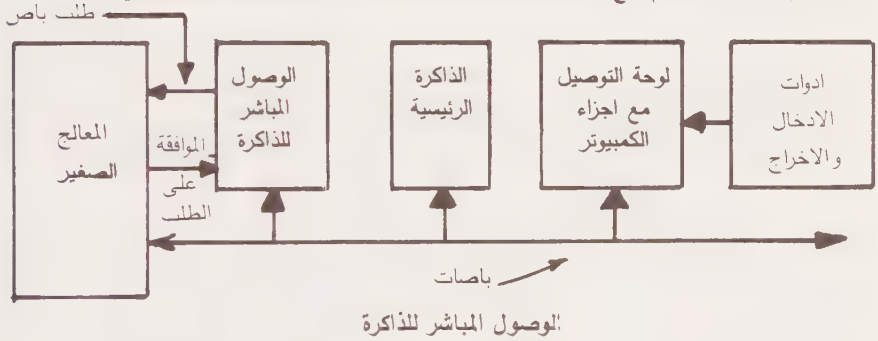 طلب باص
المعالج
الصغير
الموافقة
على
الطلب
الوصول
المباشر
للذاكرة
الذاكرة
الرئيسية
لوحة التوصيل
مع اجزاء
الكمبيوتر
ادوات
الادخال
والاخراج
باصات
الوصول المباشر للذاكرة